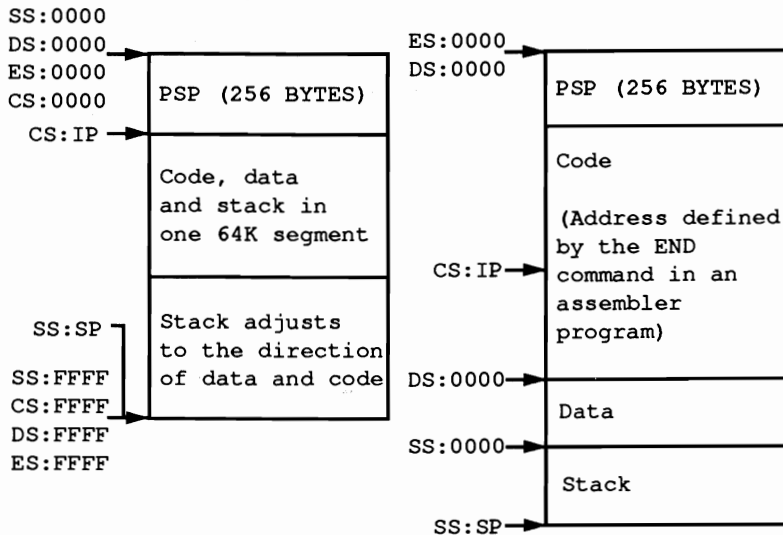 SS:0000
DS:0000
ES:0000
CS:0000
PSP (256 BYTES)
CS:IP
Code, data
and stack in
one 64K segment
SS:SP
Stack adjusts
to the direction
of data and code
SS:FFFF
CS:FFFF
DS:FFFF
ES:FFFF
ES:0000
DS:0000
PSP (256 BYTES)
Code
(Address defined
by the END
command in an
assembler
program)
CS:IP
DS:0000
Data
SS:0000
Stack
SS:SP